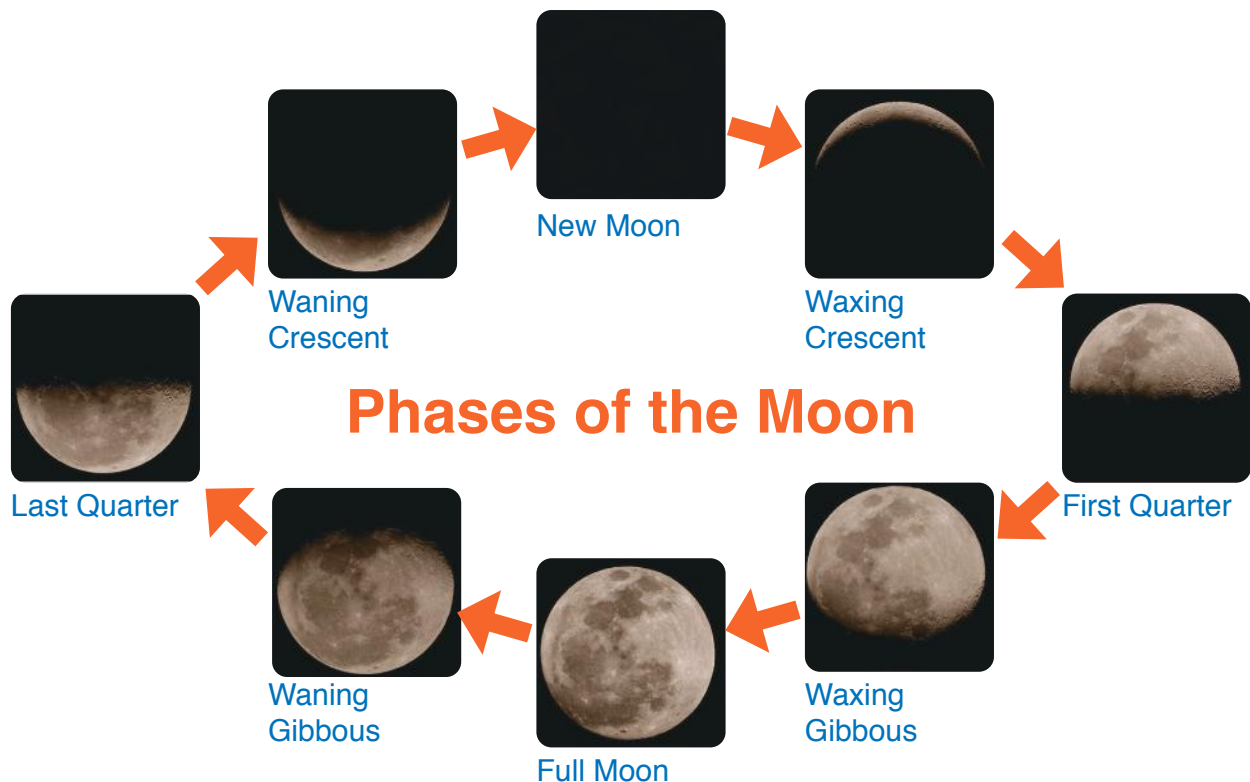 New Moon
Waning
Crescent
Waxing
Crescent
Phases of the Moon
Last Quarter
First Quarter
Waning
Gibbous
Waxing
Gibbous
Full Moon